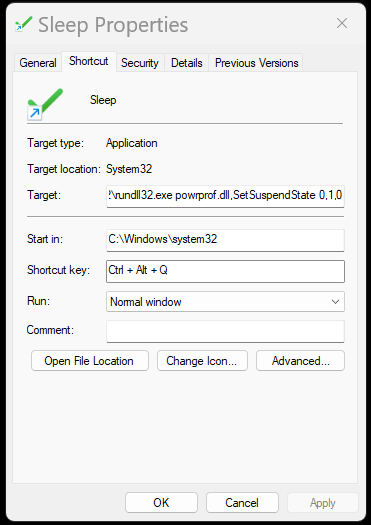 Sleep Properties
General Shortcut Security Details Previous Versions
Sleep
Target type: Application
Target location: System32
Target: !\rundll32.exe powrprof.dll,SetSuspendState 0,1,0
Start in: C:\Windows\system32
Shortcut key: Ctrl + Alt + Q
Run: Normal window
Comment:
Open File Location Change Icon... Advanced...
OK Cancel Apply